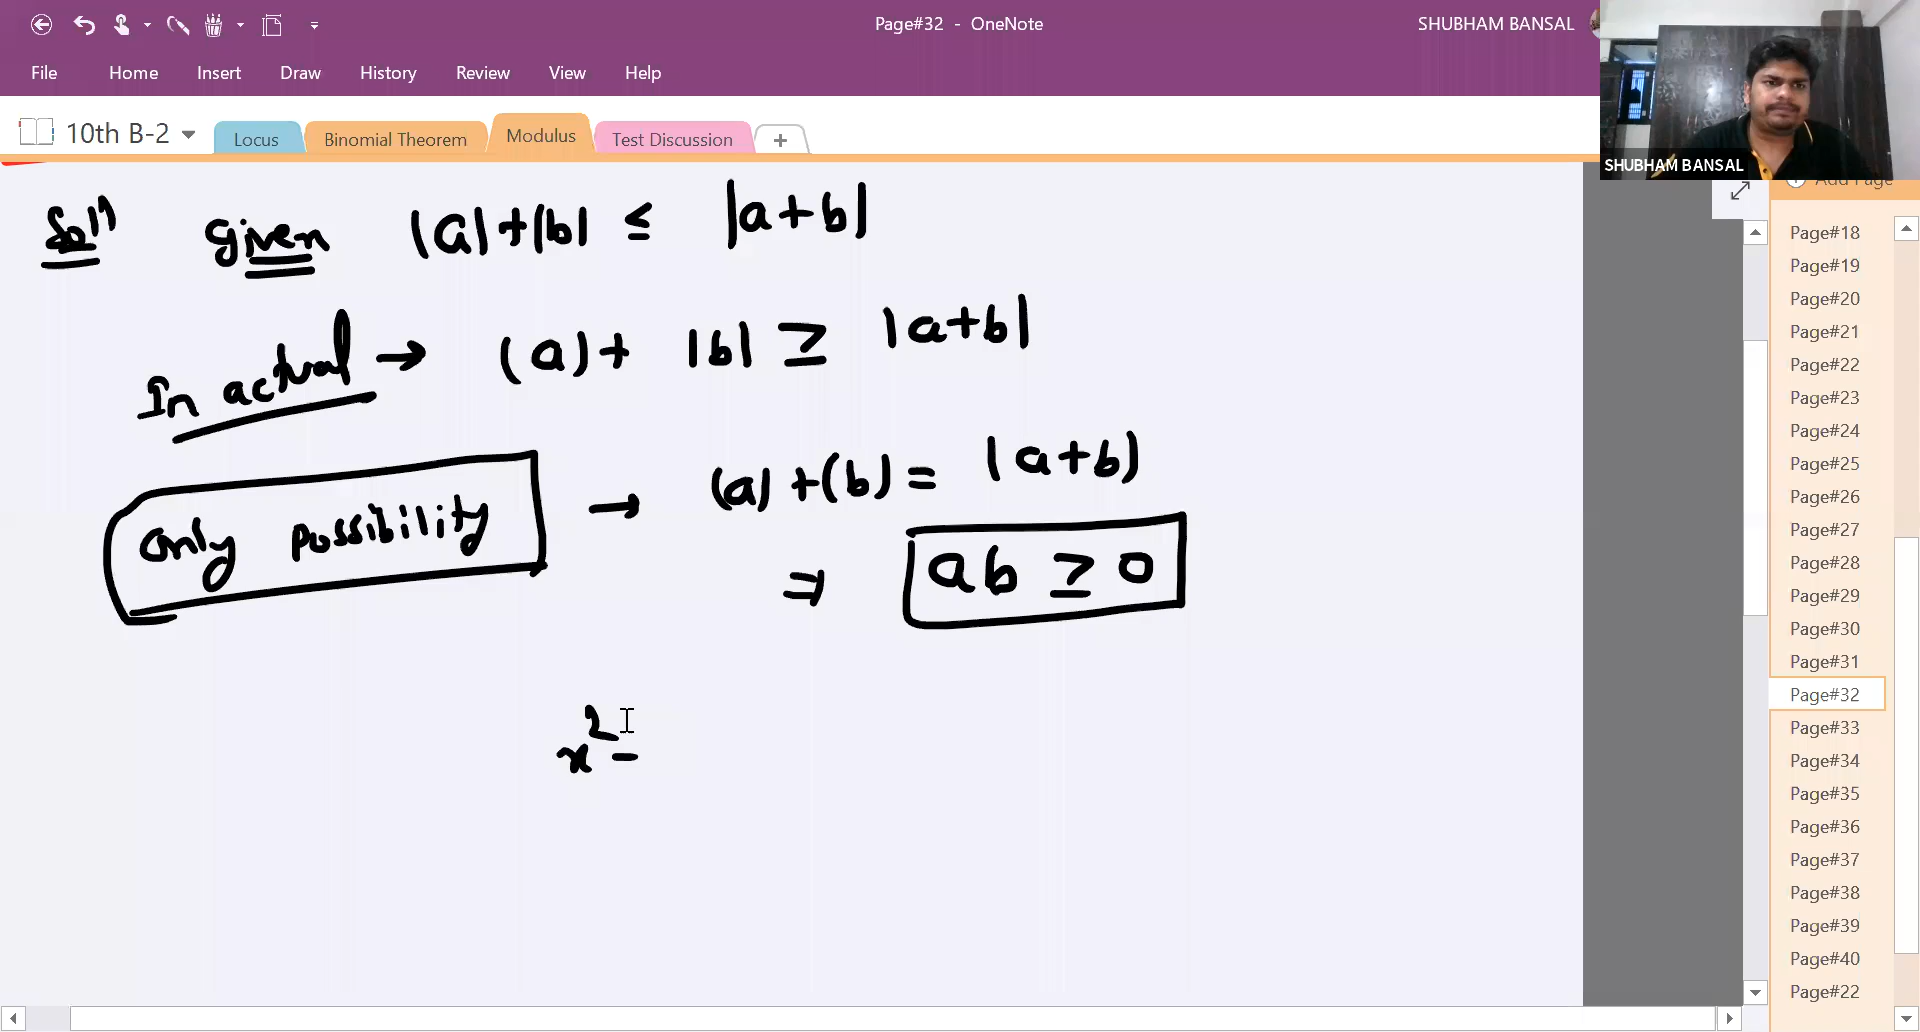 Page#32 - OneNote
SHUBHAM BANSAL
File Home Insert Draw History Review View Help
SHUBHAM BANSAL
10th B-2 Locus Binomial Theorem Modulus Test Discussion +
Add Page
Solⁿ given |a|+|b| ≤ |a+b|
In actual → |a|+ |b| ≥ |a+b|
only possibility → |a|+|b| = |a+b|
⇒ ab ≥ 0
x² -
Page#18
Page#19
Page#20
Page#21
Page#22
Page#23
Page#24
Page#25
Page#26
Page#27
Page#28
Page#29
Page#30
Page#31
Page#32
Page#33
Page#34
Page#35
Page#36
Page#37
Page#38
Page#39
Page#40
Page#22